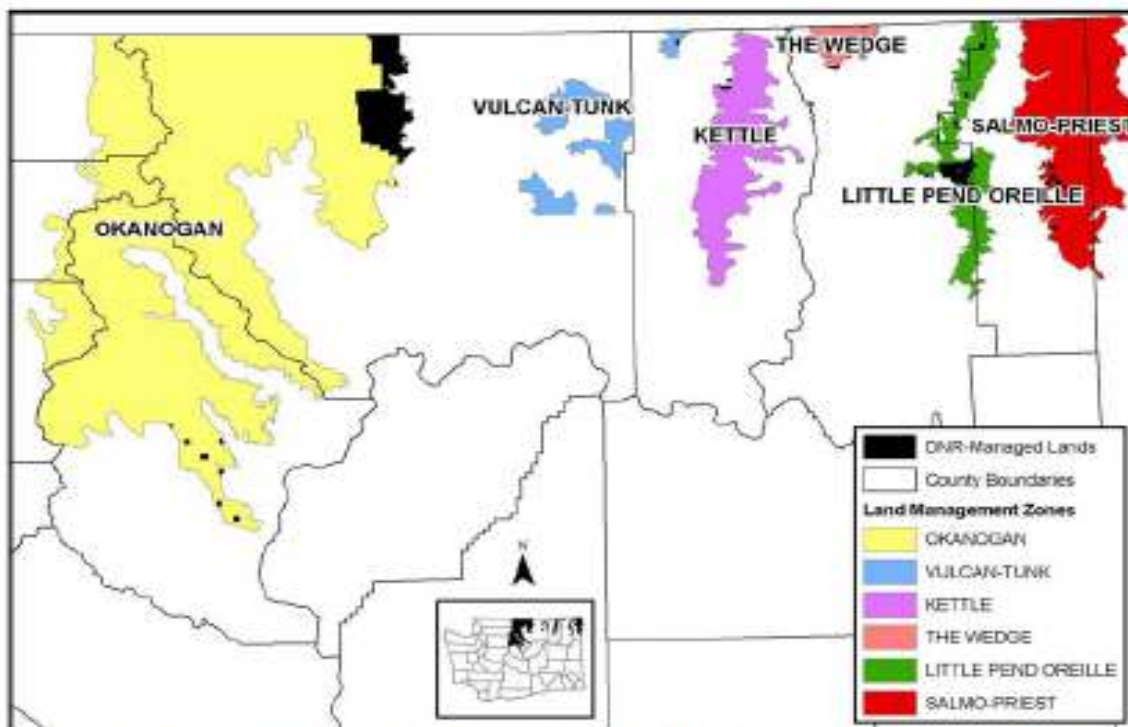 THE WEDGE
VULCAN-TUNK
KETTLE
SALMO-PRIEST
LITTLE PEND OREILLE
OKANOGAN
N
DNR-Managed Lands
County Boundaries
Land Management Zones
OKANOGAN
VULCAN-TUNK
KETTLE
THE WEDGE
LITTLE PEND OREILLE
SALMO-PRIEST